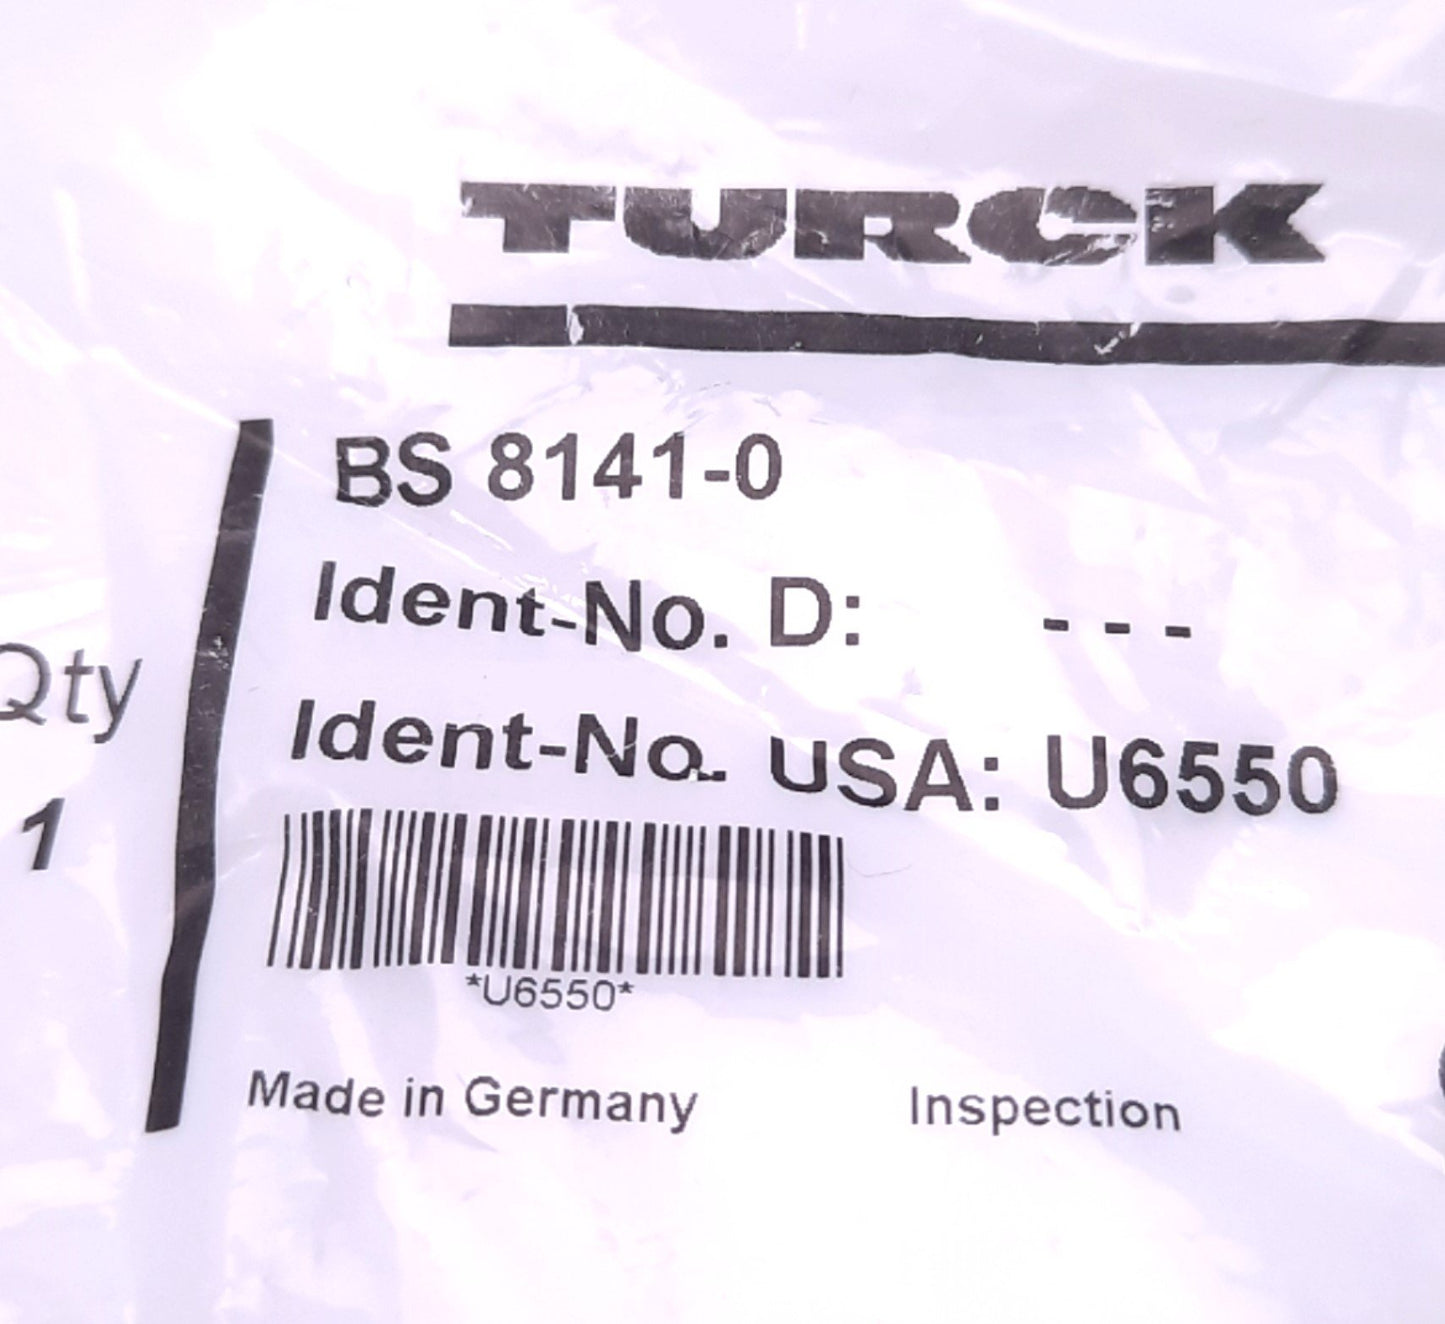 TURCK
BS 8141-0
Ident-No. D: ---
Qty
Ident-No. USA: U6550
1
*U6550*
Made in Germany Inspection